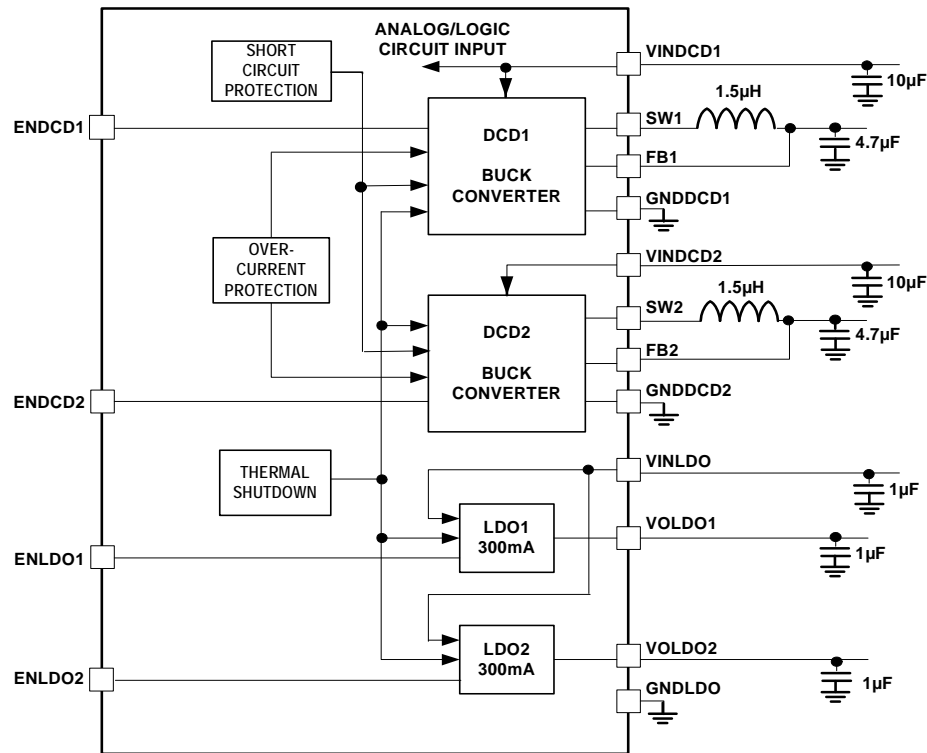 ANALOG/LOGIC
CIRCUIT INPUT
SHORT
CIRCUIT
PROTECTION
VINDCD1
10µF
1.5µH
ENDCD1
SW1
DCD1
BUCK
CONVERTER
4.7µF
FB1
GNDDCD1
OVER-
CURRENT
PROTECTION
VINDCD2
10µF
1.5µH
SW2
DCD2
BUCK
CONVERTER
4.7µF
FB2
ENDCD2
GNDDCD2
THERMAL
SHUTDOWN
VINLDO
1µF
LDO1
300mA
VOLDO1
1µF
ENLDO1
LDO2
300mA
VOLDO2
1µF
ENLDO2
GNDLDO